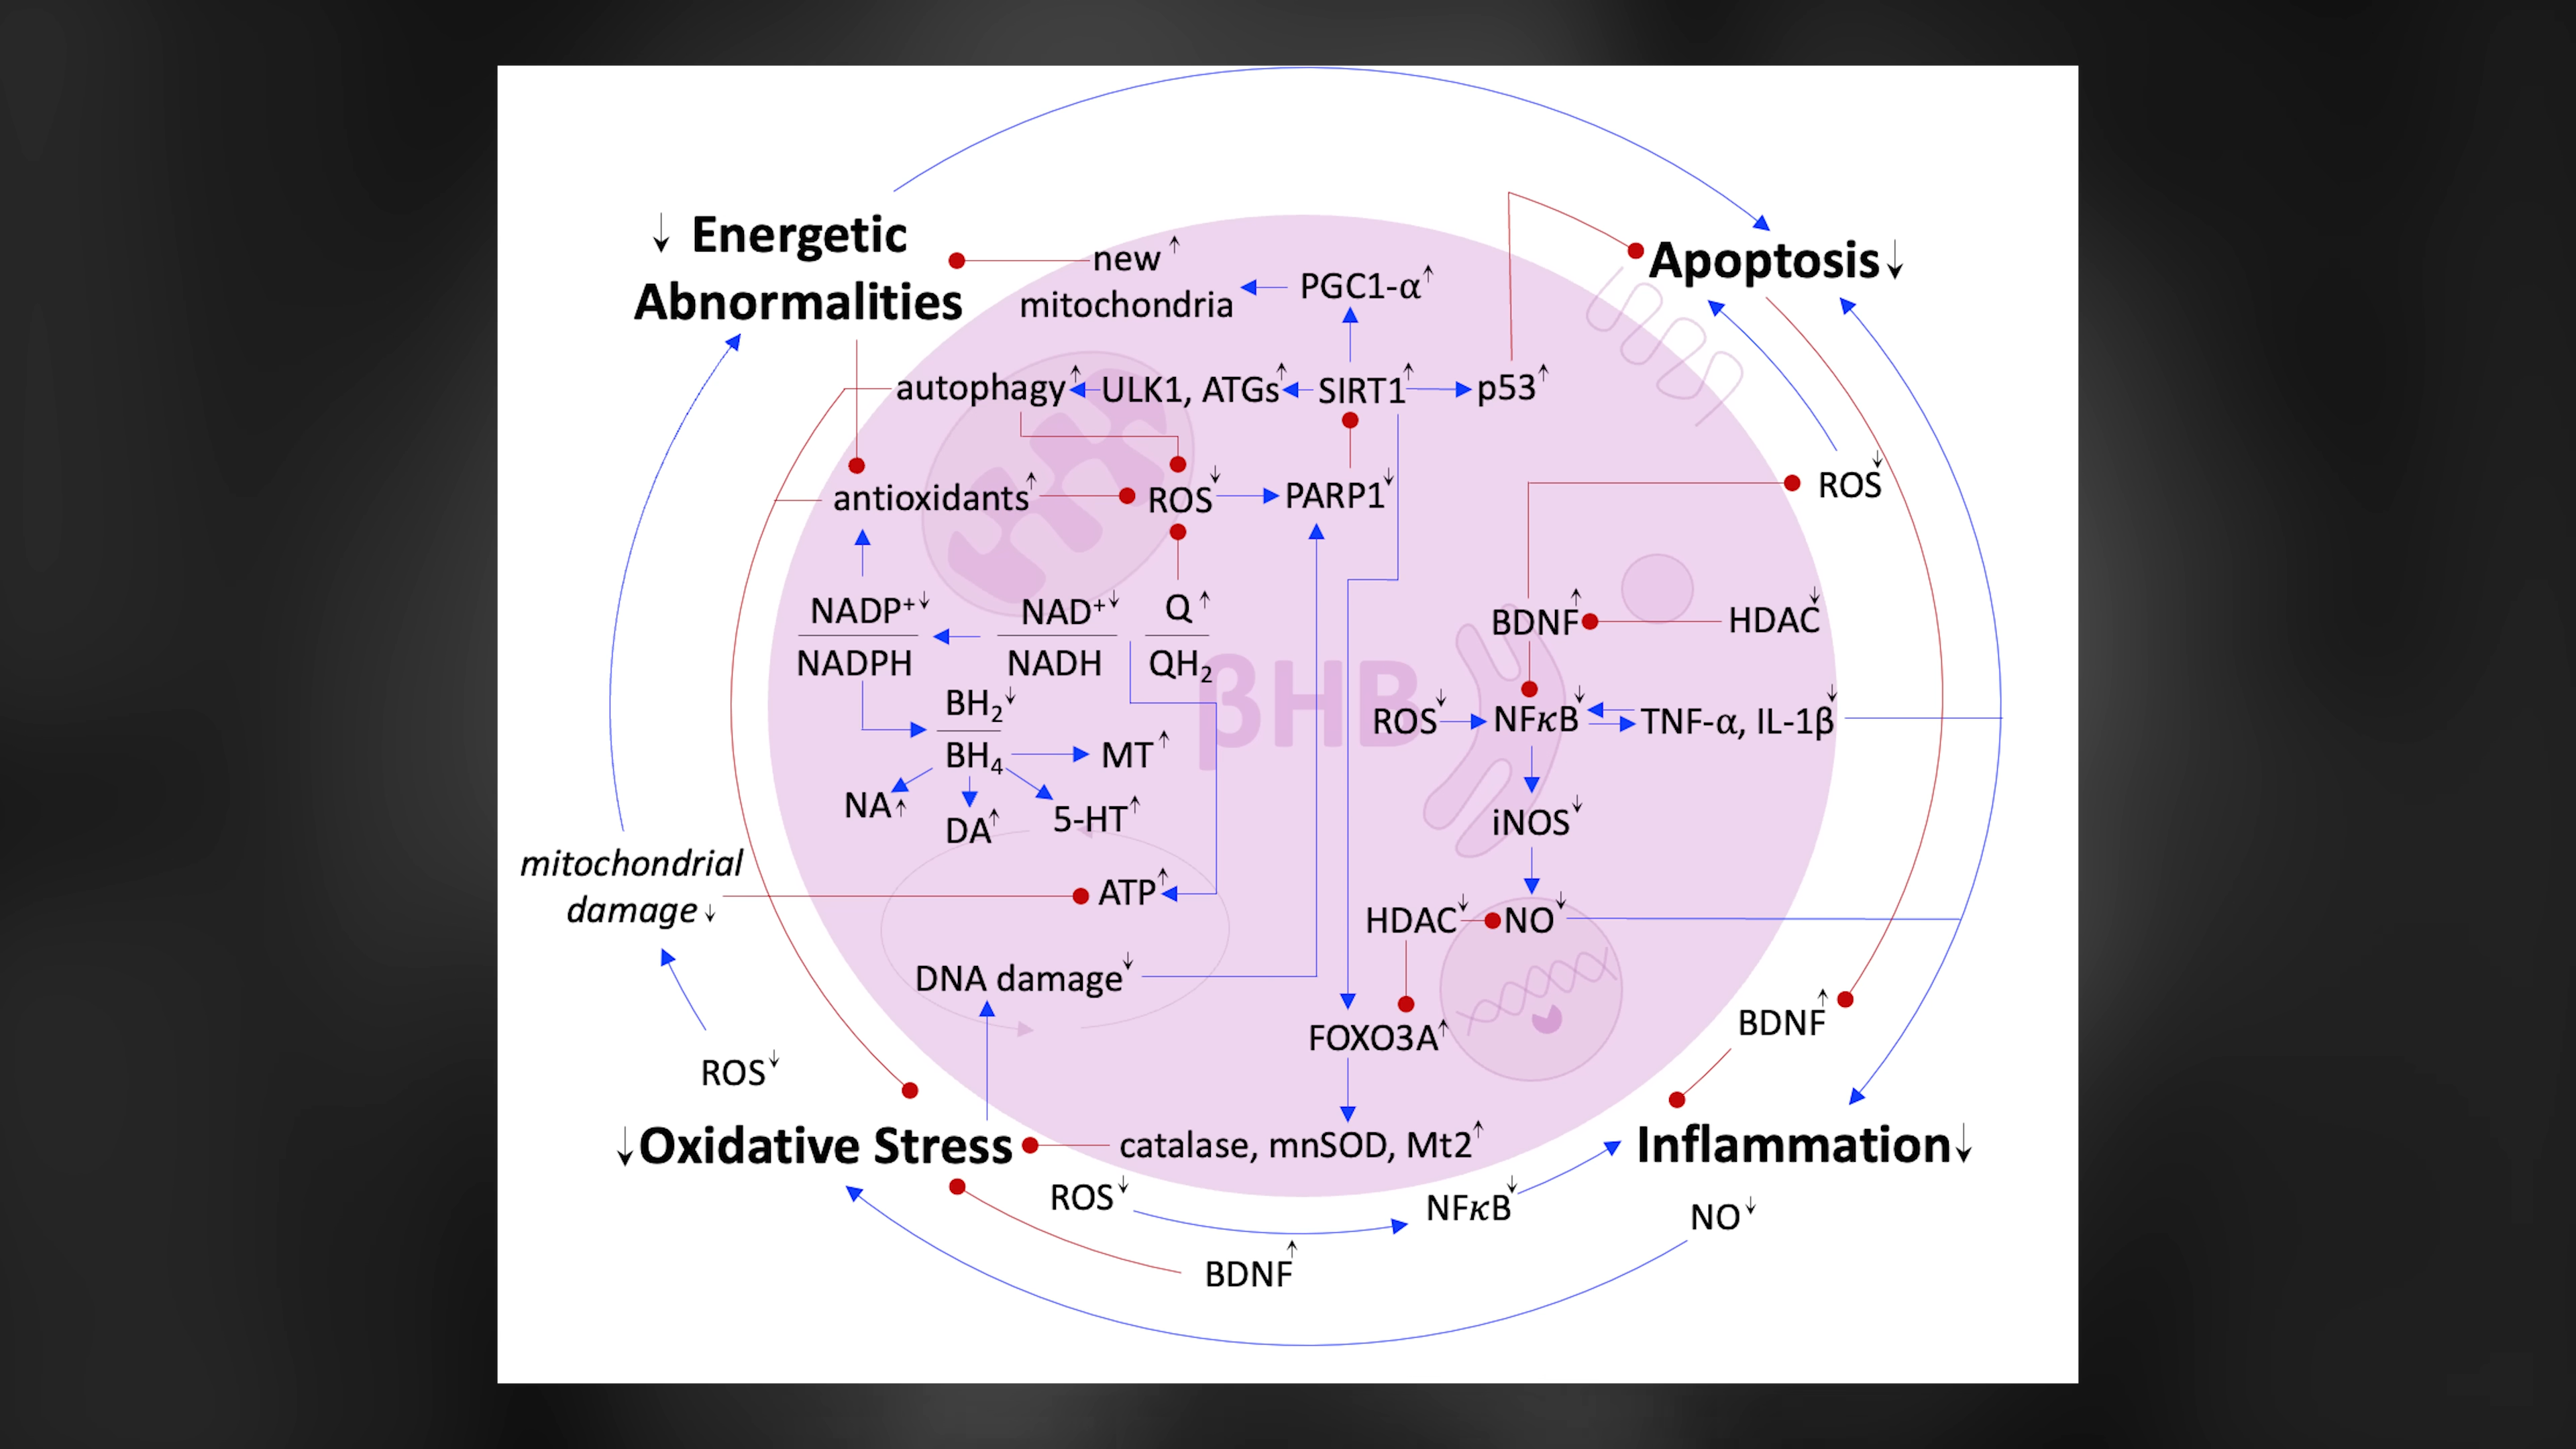 ↓ Energetic
Abnormalities
new ↑
mitochondria
PGC1-α↑
Apoptosis↓
autophagy↑
ULK1, ATGs↑
SIRT1↑
p53↑
antioxidants↑
ROS↓
PARP1↓
ROS↓
NADP⁺↓
NADPH
NAD⁺↓
NADH
Q ↑
QH₂
BDNF↑
HDAC↓
βHB
BH₂↓
BH₄
MT↑
NA↑
DA↑
5-HT↑
ROS↓
NFκB↓
TNF-α, IL-1β↓
iNOS↓
mitochondrial
damage ↓
ATP↑
HDAC↓
NO↓
DNA damage↓
FOXO3A↑
BDNF↑
ROS↓
↓Oxidative Stress
catalase, mnSOD, Mt2↑
Inflammation↓
ROS↓
NFκB↓
NO↓
BDNF↑